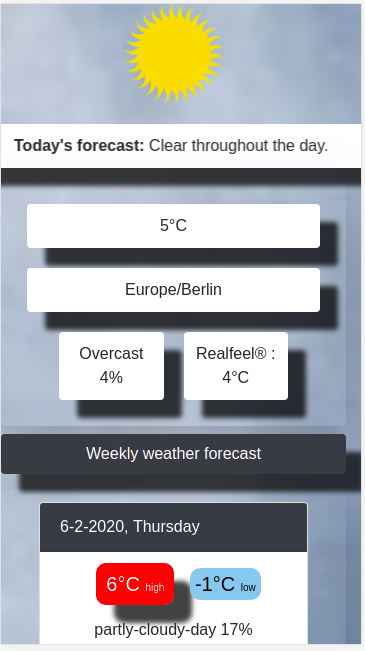 Today's forecast: Clear throughout the day.
5°C
Europe/Berlin
Overcast
4%
Realfeel® :
4°C
Weekly weather forecast
6-2-2020, Thursday
6°C high
-1°C low
partly-cloudy-day 17%